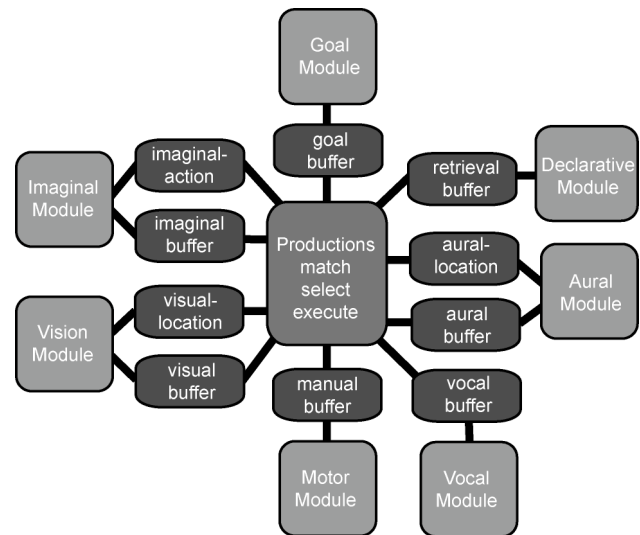 Goal
Module
goal
buffer
imaginal-
action
Imaginal
Module
imaginal
buffer
retrieval
buffer
Declarative
Module
Productions
match
select
execute
aural-
location
Aural
Module
aural
buffer
visual-
location
Vision
Module
visual
buffer
manual
buffer
vocal
buffer
Motor
Module
Vocal
Module